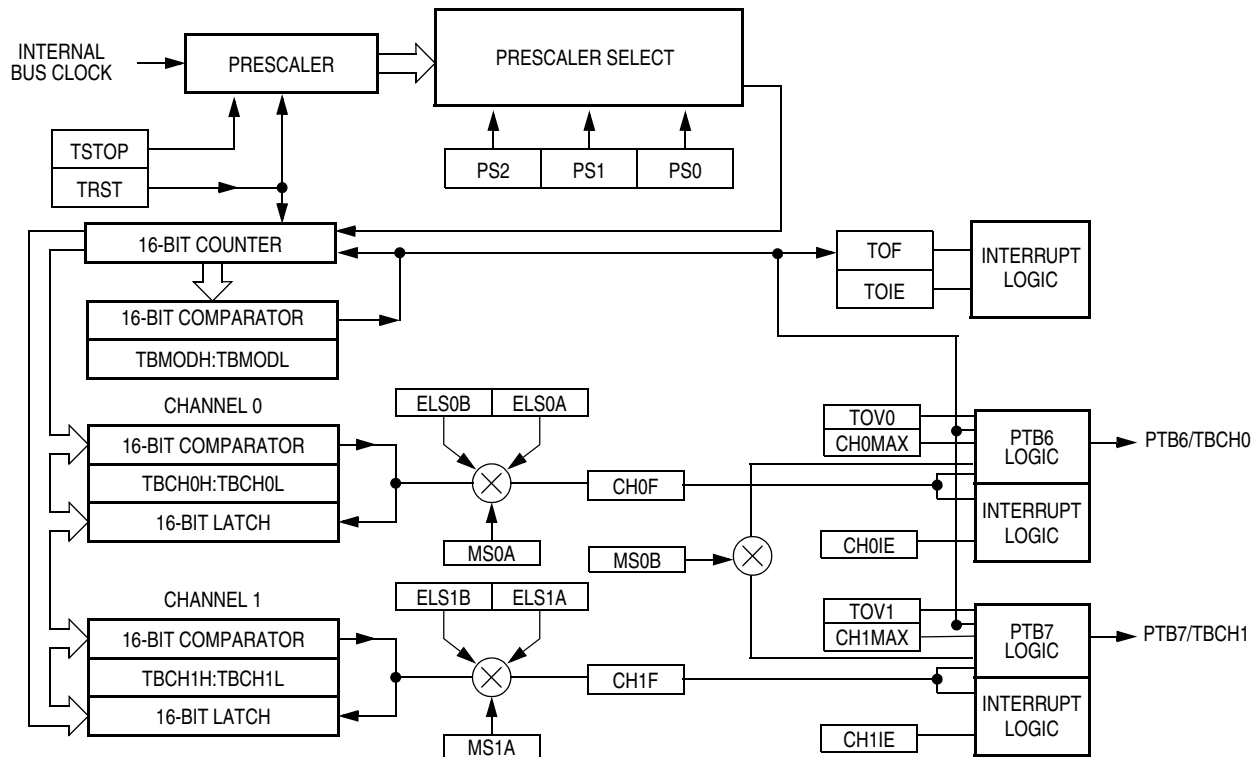 INTERNAL
BUS CLOCK
PRESCALER
PRESCALER SELECT
TSTOP
TRST
PS2
PS1
PS0
16-BIT COUNTER
TOF
TOIE
INTERRUPT
LOGIC
16-BIT COMPARATOR
TBMODH:TBMODL
CHANNEL 0
ELS0B
ELS0A
16-BIT COMPARATOR
TBCH0H:TBCH0L
16-BIT LATCH
MS0A
CH0F
MS0B
TOV0
CH0MAX
PTB6
LOGIC
PTB6/TBCH0
INTERRUPT
LOGIC
CH0IE
CHANNEL 1
ELS1B
ELS1A
16-BIT COMPARATOR
TBCH1H:TBCH1L
16-BIT LATCH
MS1A
CH1F
TOV1
CH1MAX
PTB7
LOGIC
PTB7/TBCH1
INTERRUPT
LOGIC
CH1IE